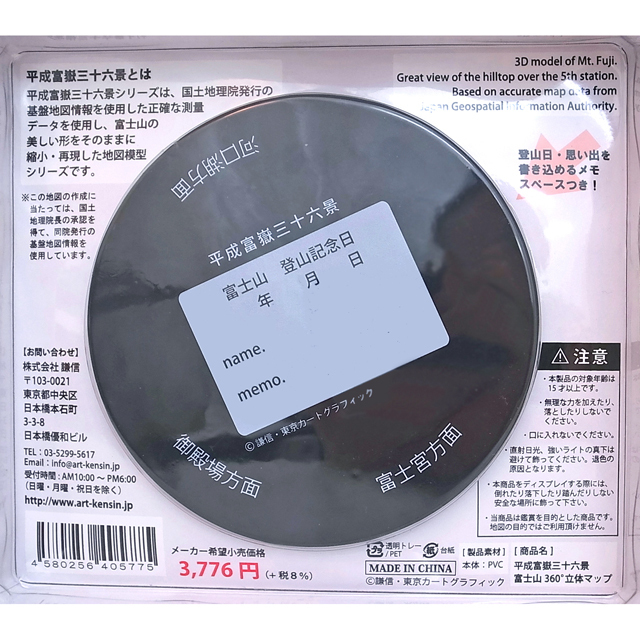 平成富嶽三十六景とは
平成富嶽三十六景シリーズは、国土地理院発行の
基盤地図情報を使用した正確な測量
データを使用し、富士山の
美しい形をそのままに
縮小・再現した地図模型
シリーズです。
※この地図の作成に
当たっては、国土
地理院長の承認を
得て、同院発行の
基盤地図情報を
使用しています。
3D model of Mt. Fuji.
Great view of the hilltop over the 5th station.
Based on accurate map data from
Japan Geospatial Information Authority.
登山日・思い出を
書き込めるメモ
スペースつき!
河口湖方面
平成富嶽三十六景
富士山 登山記念日
年 月 日
name.
memo.
©謙信・東京カートグラフィック
御殿場方面
富士宮方面
【お問い合わせ】
株式会社 謙信
〒103-0021
東京都中央区
日本橋本石町
3-3-8
日本橋優和ビル
TEL：03-5299-5617
Email：info@art-kensin.jp
受付時間：AM10:00 〜 PM6:00
（日曜・月曜・祝日を除く）
http://www.art-kensin.jp
4 580256 405775
メーカー希望小売価格
3,776 円 （+ 税8%）
⚠ 注意
・本製品の対象年齢は
15才以上です。
・無理な力を加えたり、
落としたりしないで
ください。
・口に入れないでください。
・直射日光、強いライトの真下は
避けて飾ってください。退色の
原因となります。
・本商品をディスプレイする際には、
倒れたり落下したり踏んだりしない
安全な場所に飾って下さい。
・当商品は鑑賞を目的とした商品です。
地図の目的ではご利用頂けません。
プラ 透明トレー / PET
紙 台紙
MADE IN CHINA
【製品素材】
本体：PVC
©謙信・東京カートグラフィック
【商品名】
平成富嶽三十六景
富士山 360°立体マップ